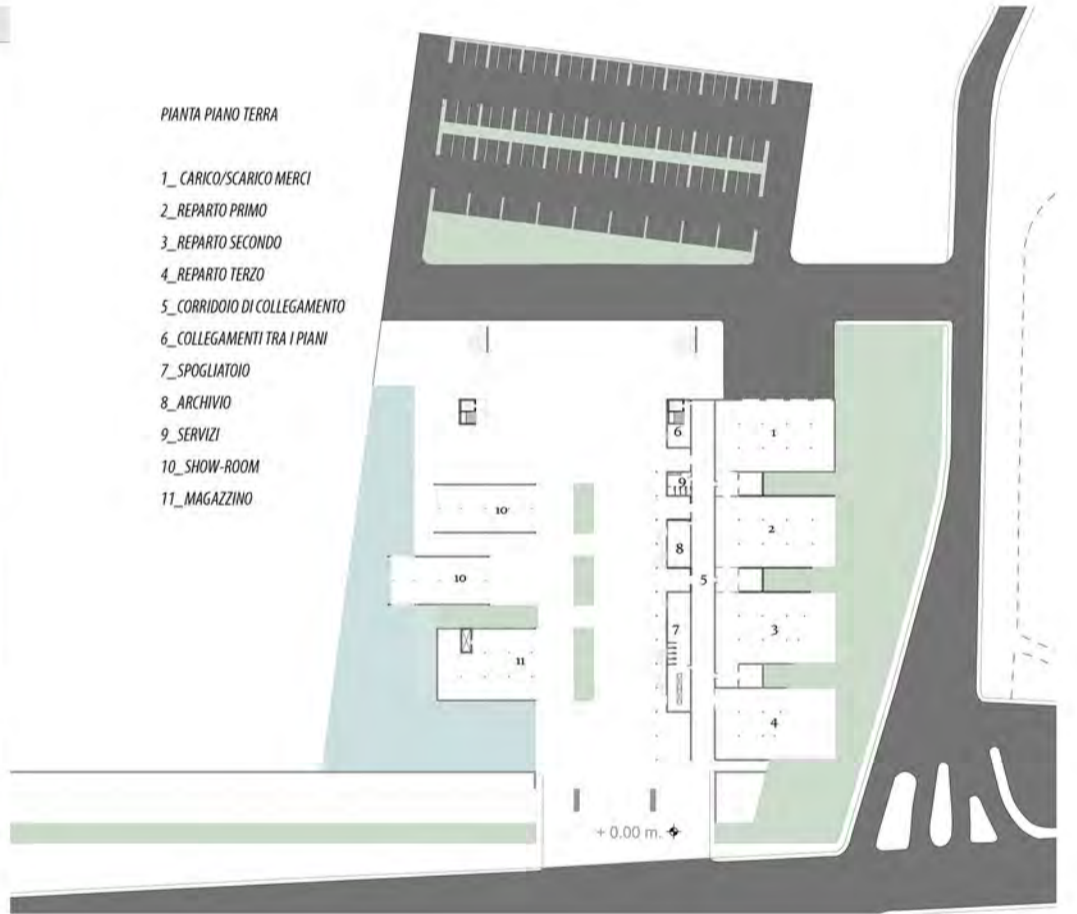 PIANTA PIANO TERRA
1_ CARICO/SCARICO MERCI
2_REPARTO PRIMO
3_REPARTO SECONDO
4_REPARTO TERZO
5_CORRIDOIO DI COLLEGAMENTO
6_COLLEGAMENTI TRA I PIANI
7_SPOGLIATOIO
8_ARCHIVIO
9_SERVIZI
10_SHOW-ROOM
11_MAGAZZINO
6
1
9
10
2
8
10
5
7
3
11
4
+ 0.00 m.